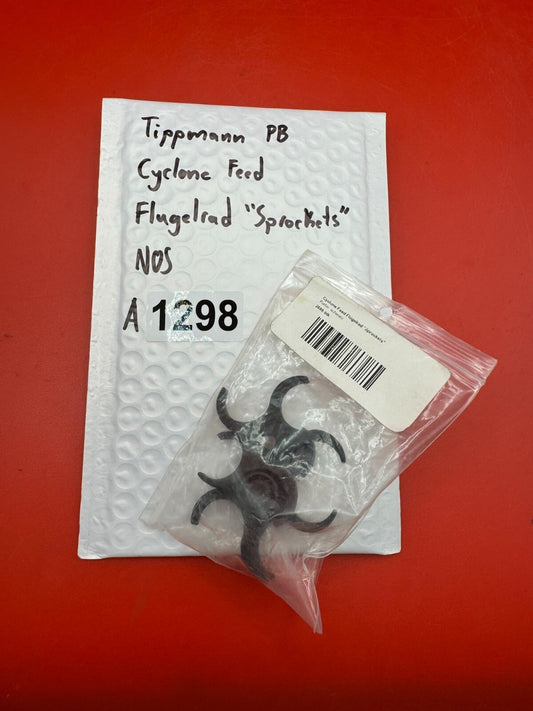 Tippmann PB
Cyclone Feed
Flugelrad "Sprockets"
NOS
A 1298
Cyclone Feed Flugelrad "Sprockets"